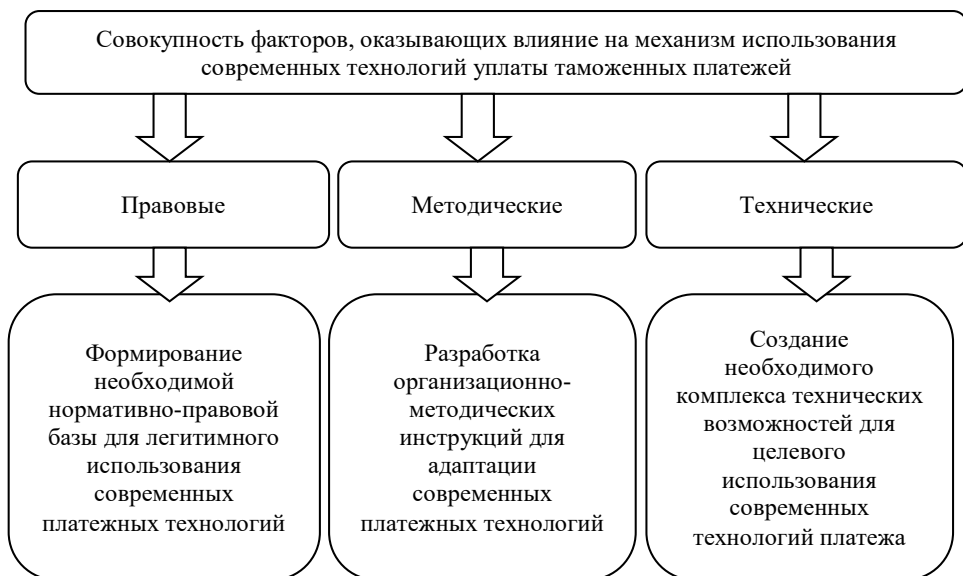 Совокупность факторов, оказывающих влияние на механизм использования
современных технологий уплаты таможенных платежей
Правовые
Методические
Технические
Формирование
необходимой
нормативно-правовой
базы для легитимного
использования
современных
платежных технологий
Разработка
организационно-
методических
инструкций для
адаптации
современных
платежных технологий
Создание
необходимого
комплекса технических
возможностей для
целевого
использования
современных
технологий платежа